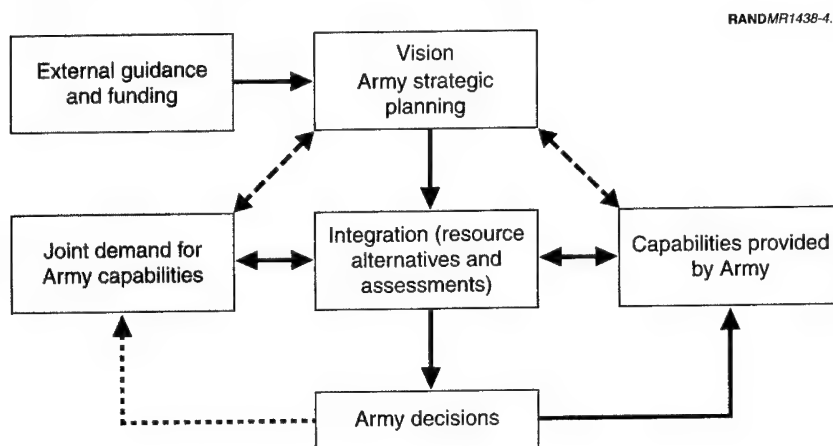 RANDMR1438-4.
External guidance
and funding
Vision
Army strategic
planning
Joint demand for
Army capabilities
Integration (resource
alternatives and
assessments)
Capabilities provided
by Army
Army decisions